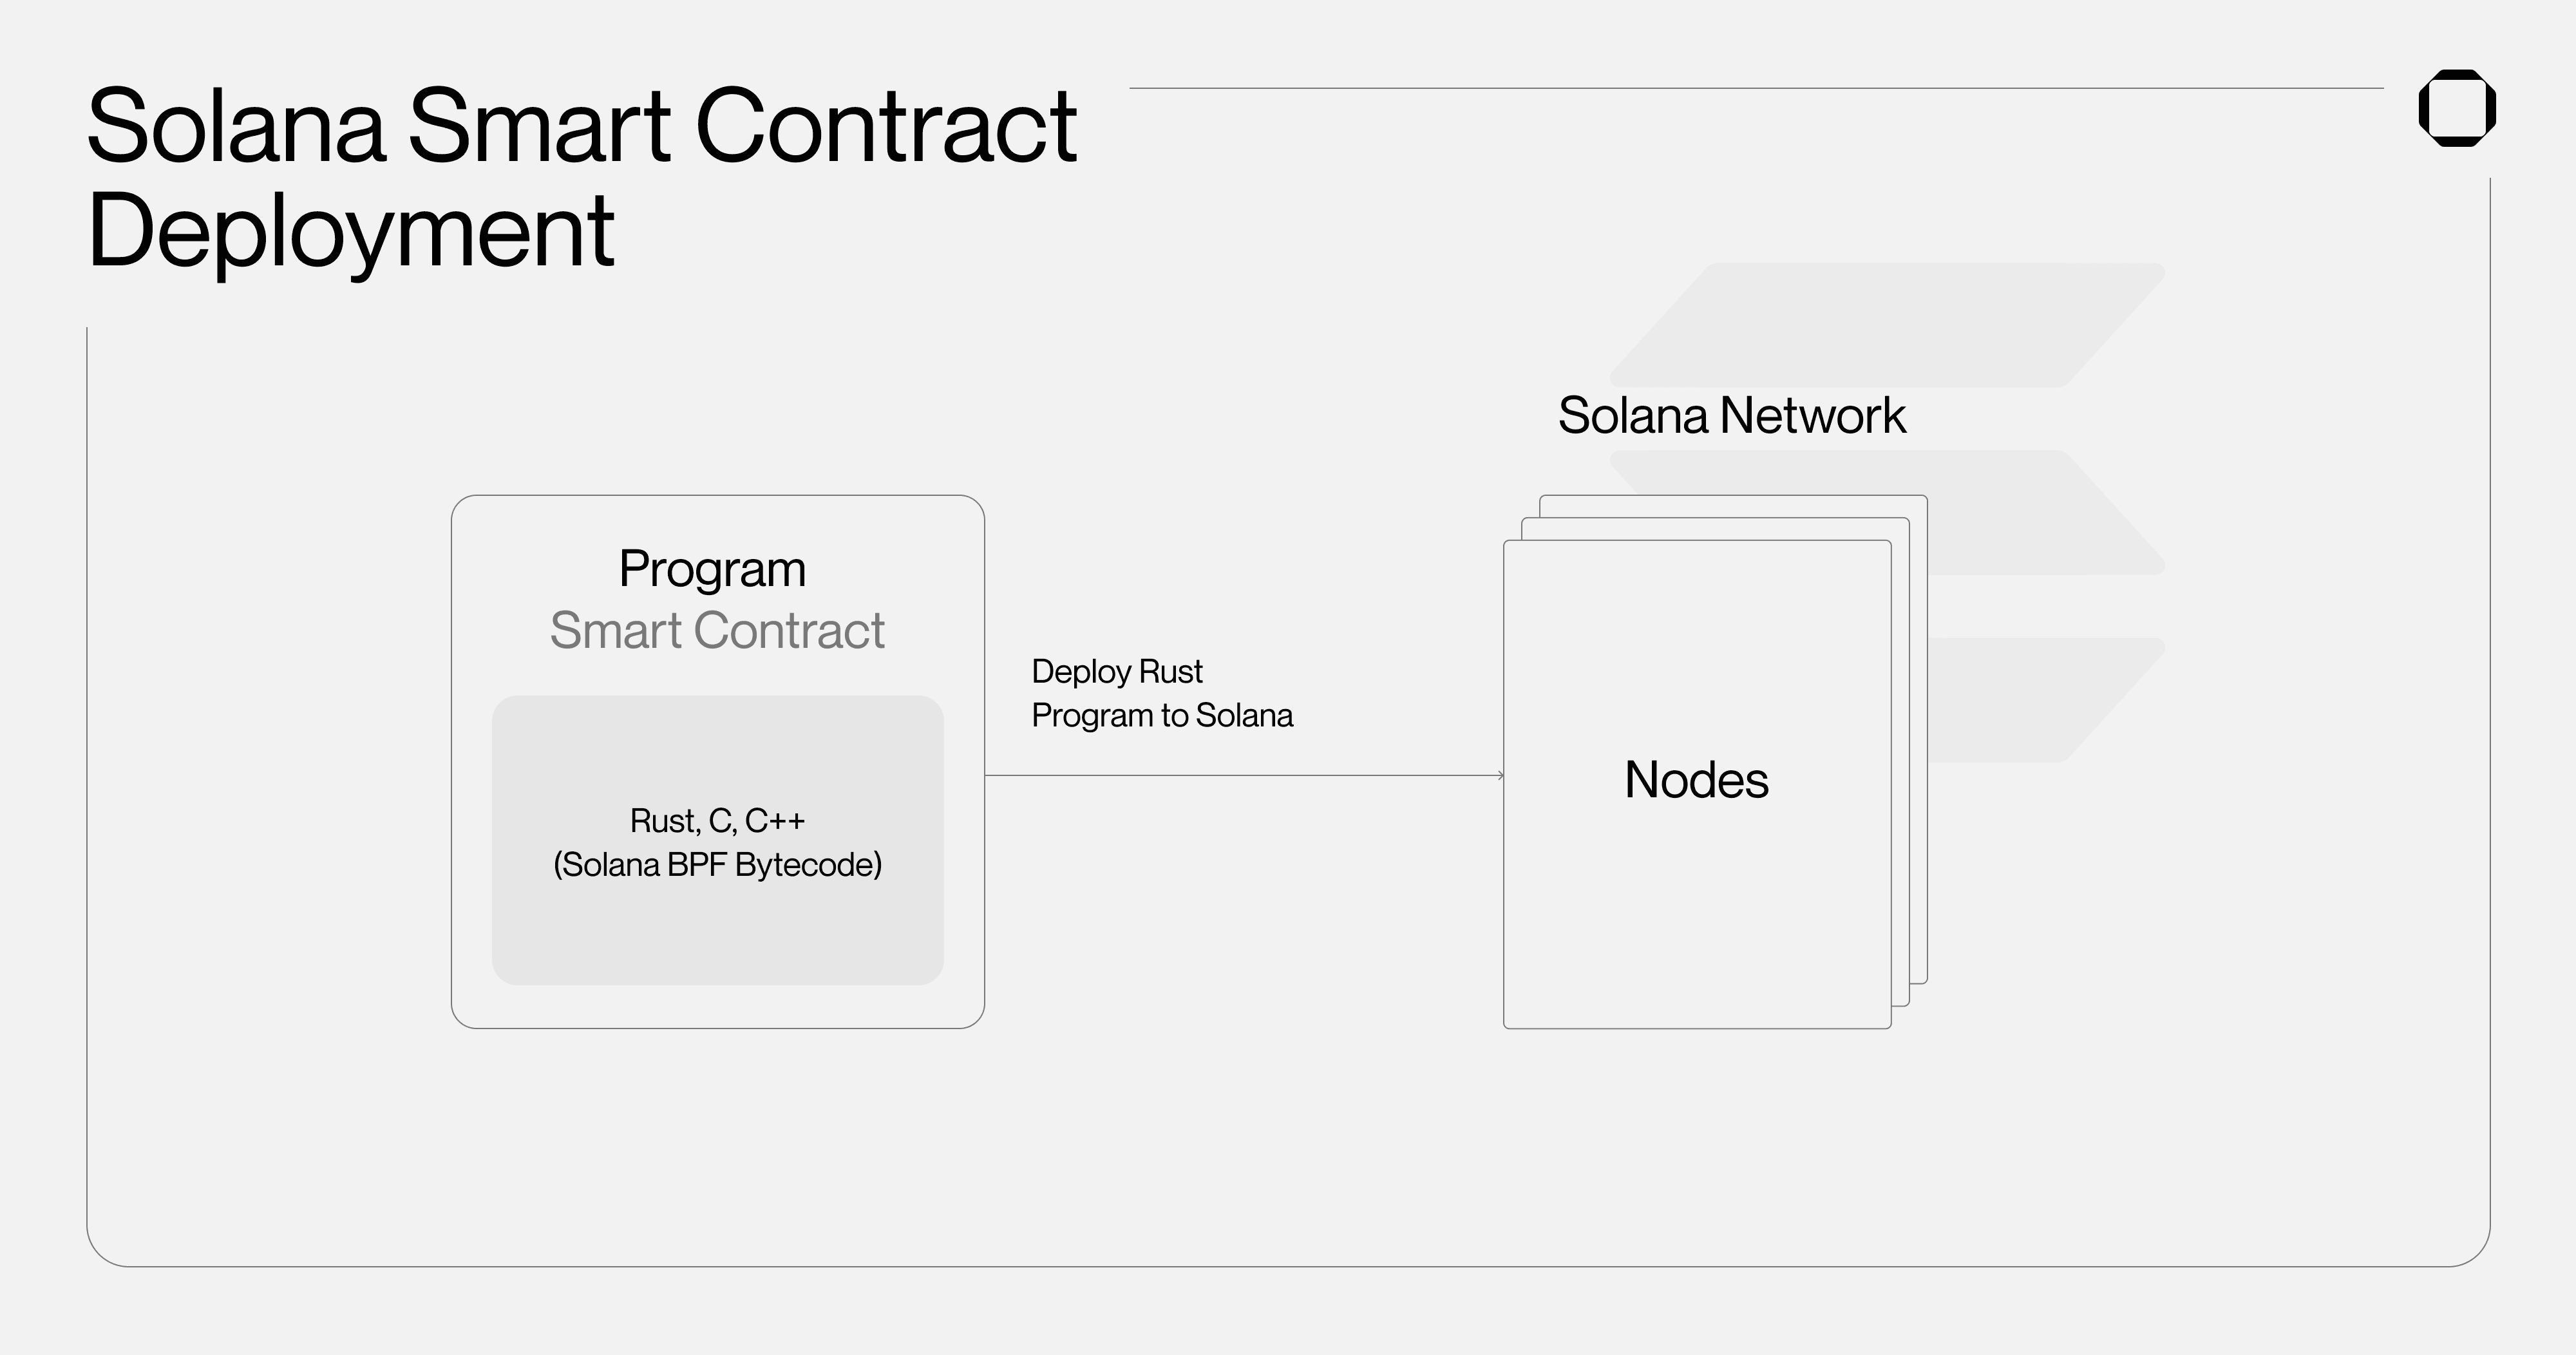 Solana Smart Contract
Deployment
Solana Network
Program
Smart Contract
Deploy Rust
Program to Solana
Rust, C, C++
(Solana BPF Bytecode)
Nodes